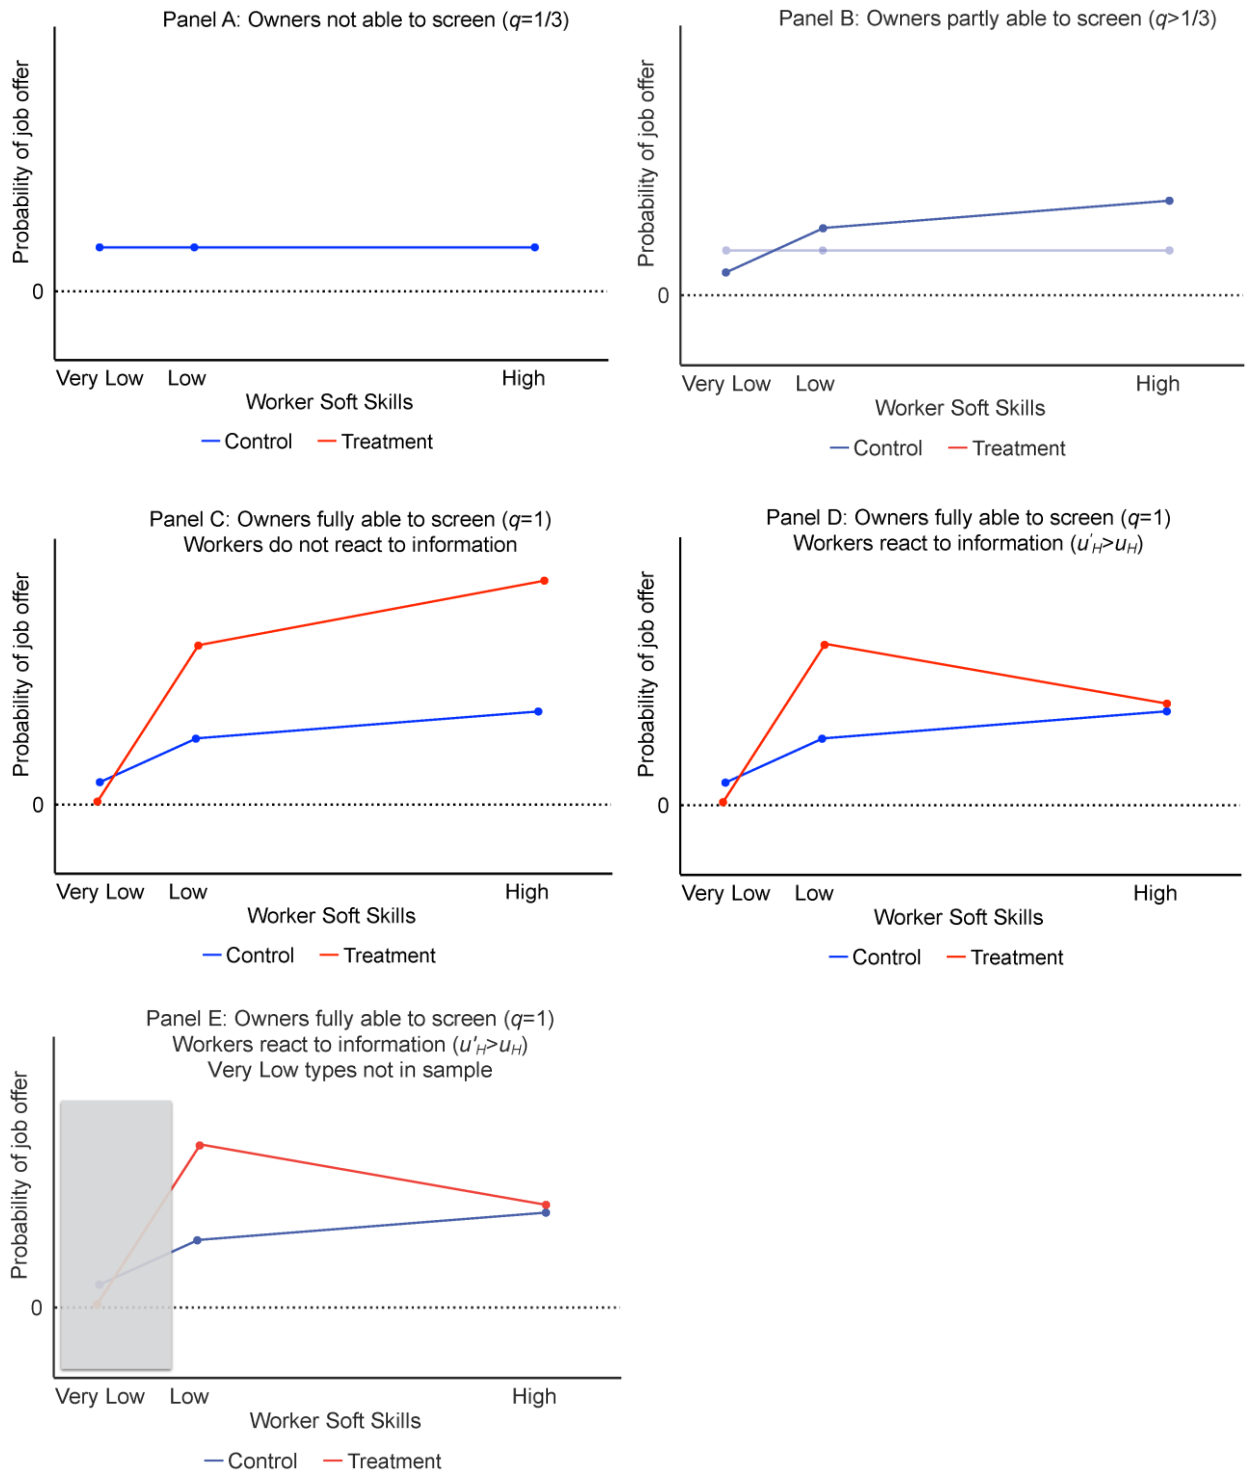 Panel A: Owners not able to screen (q=1/3)
Probability of job offer
0
Very Low Low High
Worker Soft Skills
Control Treatment
Panel B: Owners partly able to screen (q>1/3)
Probability of job offer
0
Very Low Low High
Worker Soft Skills
Control Treatment
Panel C: Owners fully able to screen (q=1)
Workers do not react to information
Probability of job offer
0
Very Low Low High
Worker Soft Skills
Control Treatment
Panel D: Owners fully able to screen (q=1)
Workers react to information (u'H>uH)
Probability of job offer
0
Very Low Low High
Worker Soft Skills
Control Treatment
Panel E: Owners fully able to screen (q=1)
Workers react to information (u'H>uH)
Very Low types not in sample
Probability of job offer
0
Very Low Low High
Worker Soft Skills
Control Treatment